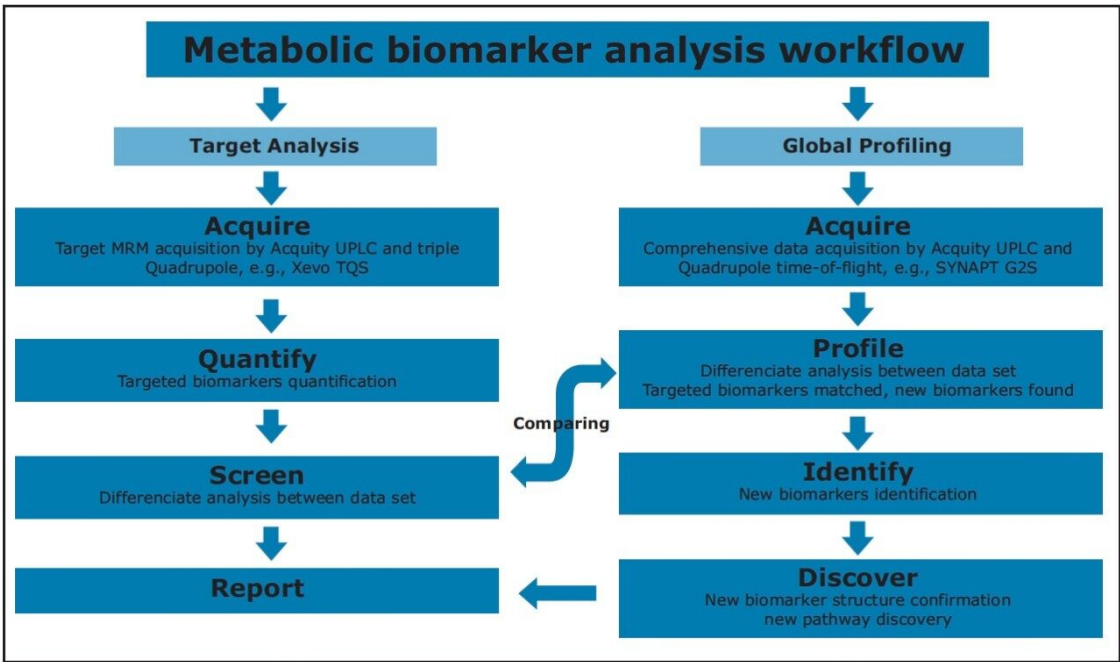 Metabolic biomarker analysis workflow
Target Analysis
Acquire
Target MRM acquisition by Acquity UPLC and triple
Quadrupole, e.g., Xevo TQS
Quantify
Targeted biomarkers quantification
Screen
Differenciate analysis between data set
Report
Comparing
Global Profiling
Acquire
Comprehensive data acquisition by Acquity UPLC and
Quadrupole time-of-flight, e.g., SYNAPT G2S
Profile
Differenciate analysis between data set
Targeted biomarkers matched, new biomarkers found
Identify
New biomarkers identification
Discover
New biomarker structure confirmation
new pathway discovery